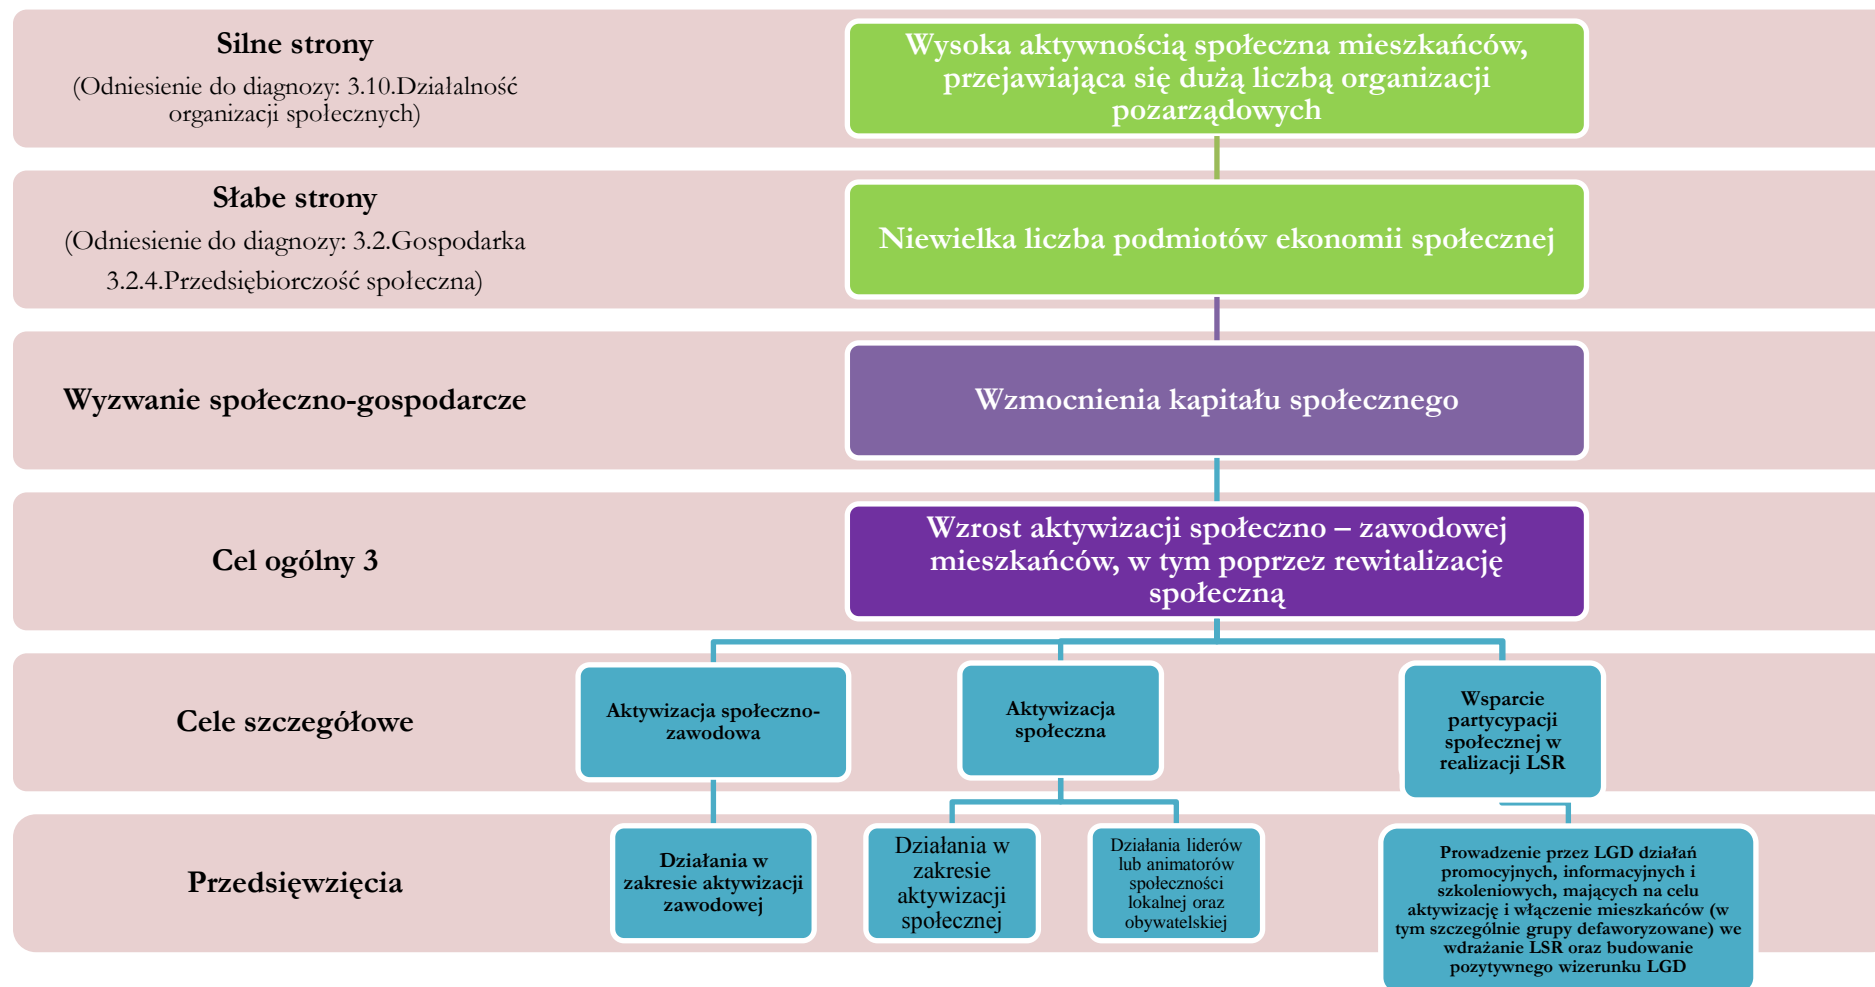 Silne strony
(Odniesienie do diagnozy: 3.10.Działalność
organizacji społecznych)
Wysoka aktywnością społeczna mieszkańców,
przejawiająca się dużą liczbą organizacji
pozarządowych
Słabe strony
(Odniesienie do diagnozy: 3.2.Gospodarka
3.2.4.Przedsiębiorczość społeczna)
Niewielka liczba podmiotów ekonomii społecznej
Wyzwanie społeczno-gospodarcze
Wzmocnienia kapitału społecznego
Cel ogólny 3
Wzrost aktywizacji społeczno – zawodowej
mieszkańców, w tym poprzez rewitalizację
społeczną
Cele szczegółowe
Aktywizacja społeczno-
zawodowa
Aktywizacja
społeczna
Wsparcie
partycypacji
społecznej w
realizacji LSR
Przedsięwzięcia
Działania w
zakresie aktywizacji
zawodowej
Działania w
zakresie
aktywizacji
społecznej
Działania liderów
lub animatorów
społeczności
lokalnej oraz
obywatelskiej
Prowadzenie przez LGD działań
promocyjnych, informacyjnych i
szkoleniowych, mających na celu
aktywizację i włączenie mieszkańców (w
tym szczególnie grupy defaworyzowane) we
wdrażanie LSR oraz budowanie
pozytywnego wizerunku LGD